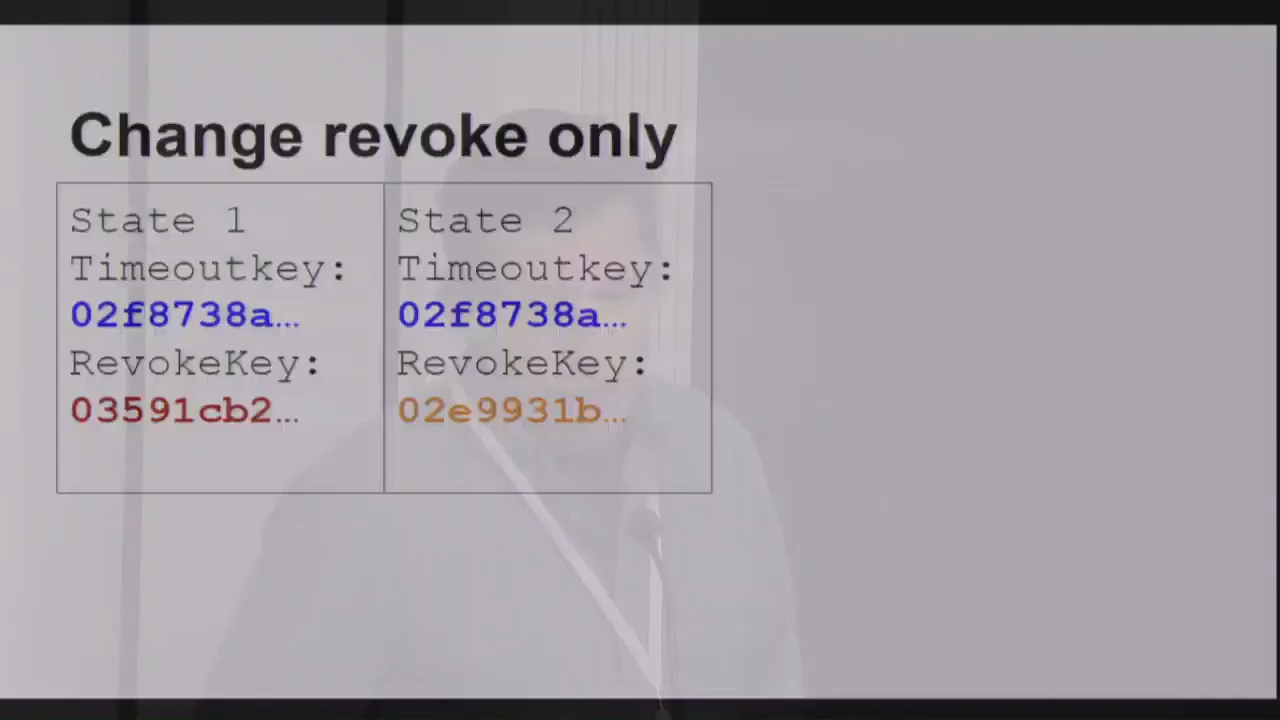 Change revoke only
State 1
Timeoutkey:
02f8738a…
RevokeKey:
03591cb2…
State 2
Timeoutkey:
02f8738a…
RevokeKey:
02e9931b…